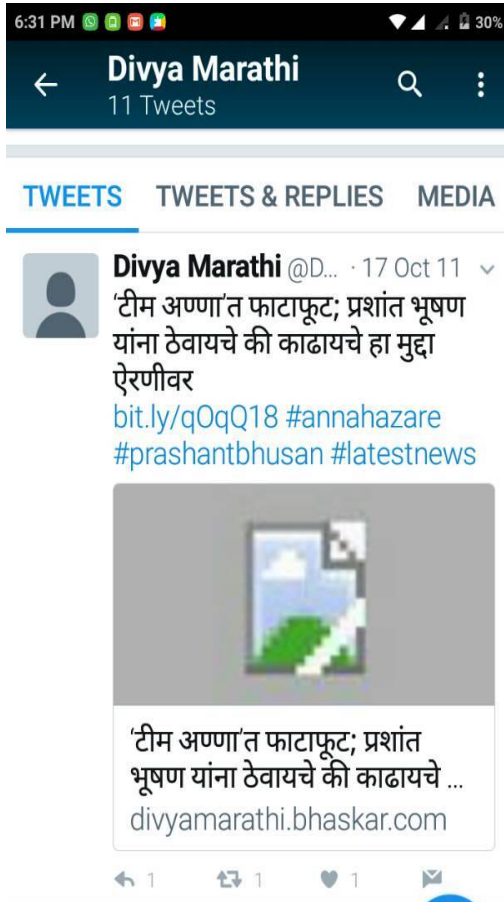 6:31 PM 30%
Divya Marathi
11 Tweets
TWEETS TWEETS & REPLIES MEDIA
Divya Marathi @D... · 17 Oct 11
'टीम अण्णा'त फाटाफूट; प्रशांत भूषण
यांना ठेवायचे की काढायचे हा मुद्दा
ऐरणीवर
bit.ly/qOqQ18 #annahazare
#prashantbhusan #latestnews
'टीम अण्णा'त फाटाफूट; प्रशांत
भूषण यांना ठेवायचे की काढायचे ...
divyamarathi.bhaskar.com
1 1 1